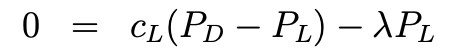 0 = c_L(P_D − P_L) − λP_L